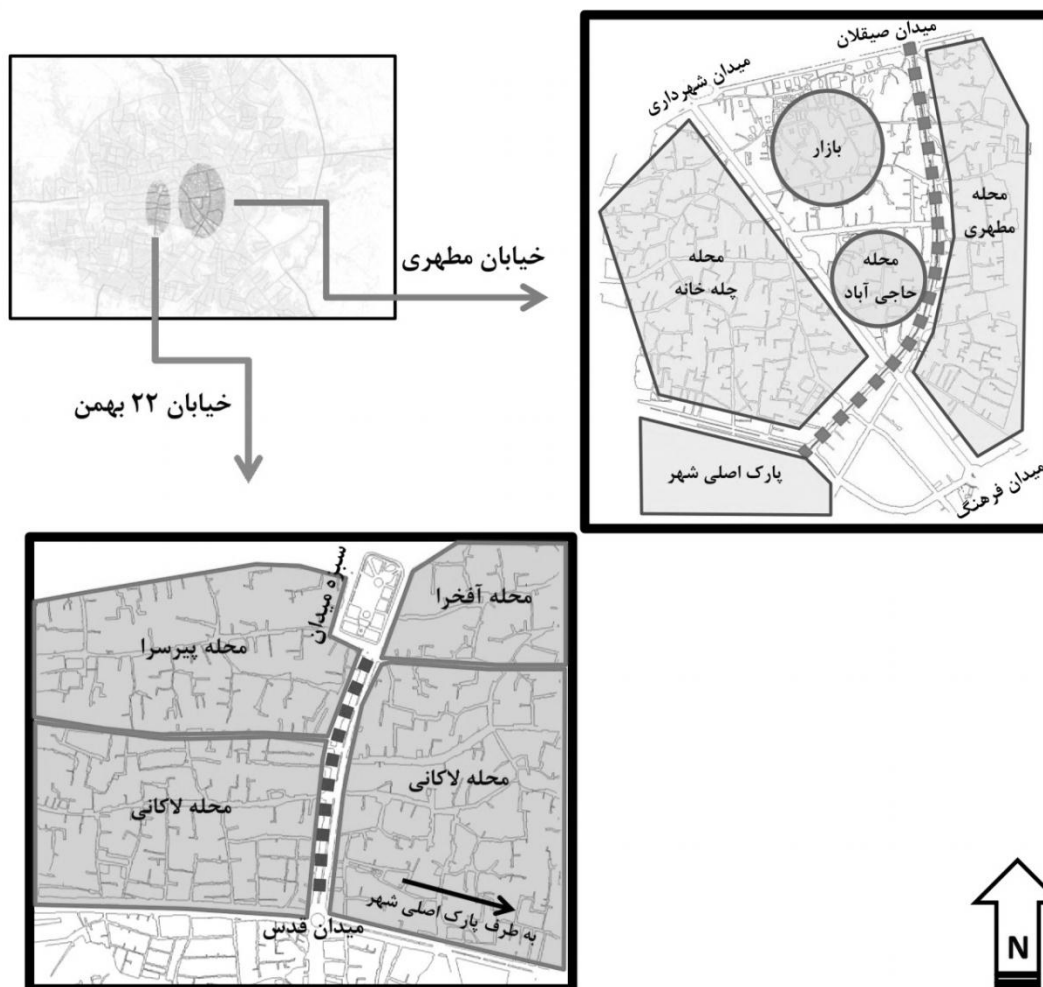 میدان صیقلان
میدان شهرداری
بازار
محله
مطهری
محله
چله خانه
محله
حاجی آباد
پارک اصلی شهر
میدان فرهنگ
خیابان مطهری
خیابان ۲۲ بهمن
سبزه میدان
محله آفخرا
محله پیرسرا
محله لاکانی
محله لاکانی
به طرف پارک اصلی شهر
میدان قدس
N